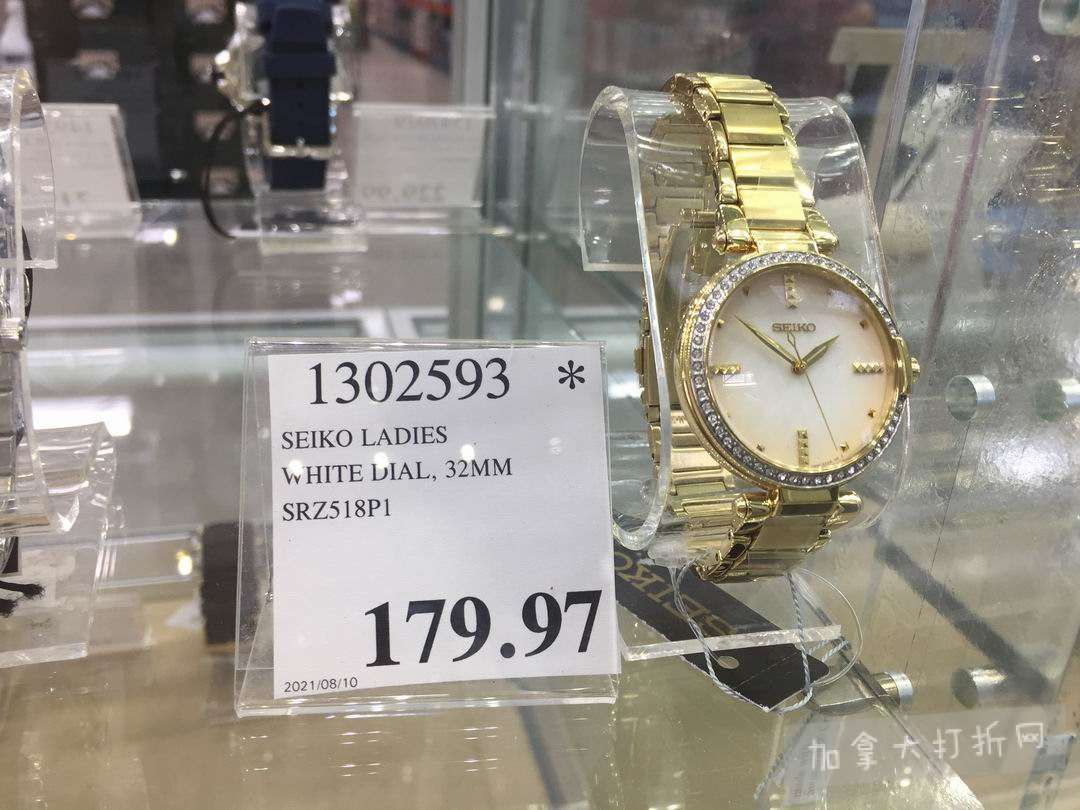 1302593 *
SEIKO LADIES
WHITE DIAL, 32MM
SRZ518P1
179.97
2021/08/10
SEIKO
SEIKO
加拿大打折网